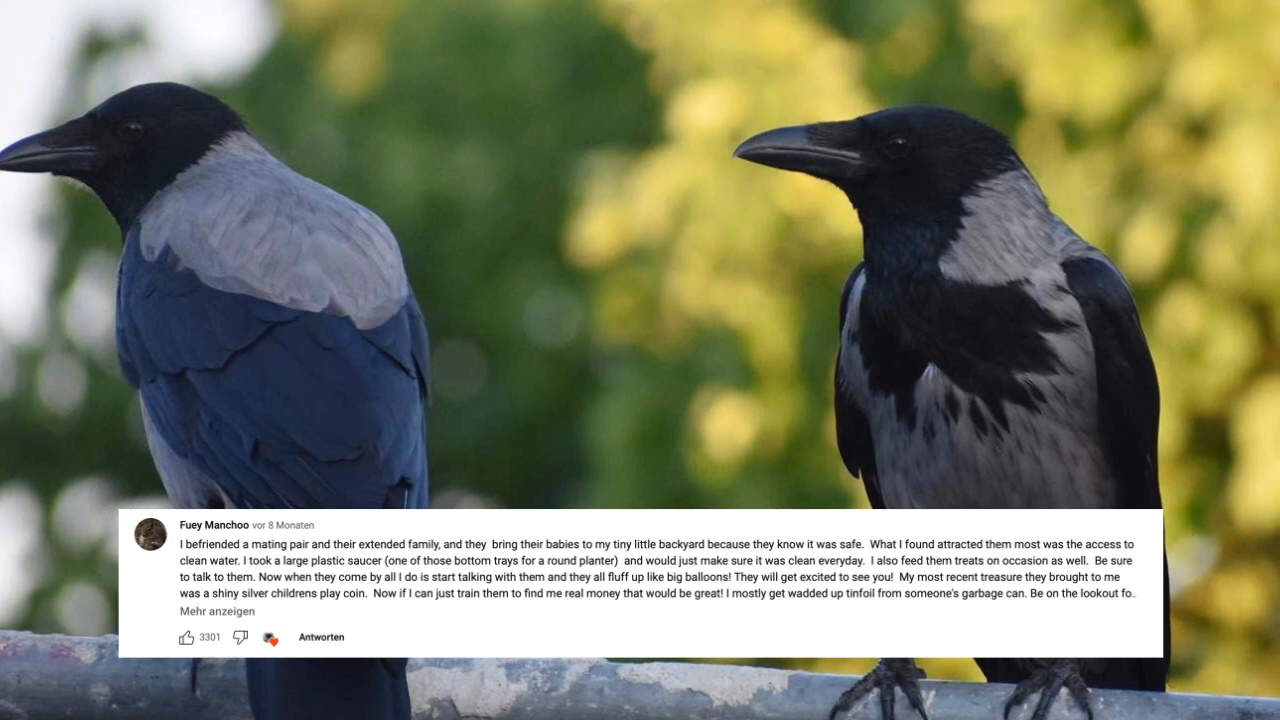 Fuey Manchoo vor 8 Monaten
I befriended a mating pair and their extended family, and they  bring their babies to my tiny little backyard because they know it was safe.  What I found attracted them most was the access to
clean water. I took a large plastic saucer (one of those bottom trays for a round planter)  and would just make sure it was clean everyday.  I also feed them treats on occasion as well.  Be sure
to talk to them. Now when they come by all I do is start talking with them and they all fluff up like big balloons! They will get excited to see you!  My most recent treasure they brought to me
was a shiny silver childrens play coin.  Now if I can just train them to find me real money that would be great! I mostly get wadded up tinfoil from someone's garbage can. Be on the lookout fo..
Mehr anzeigen
3301 Antworten